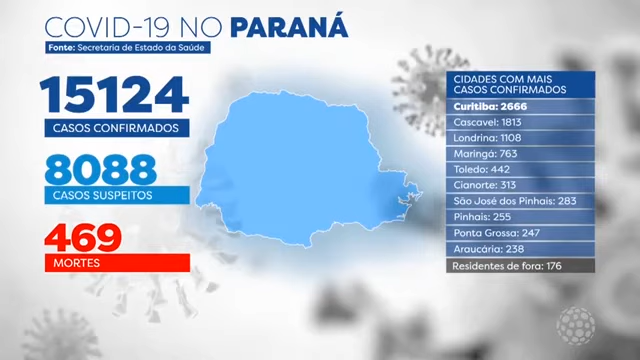 COVID-19 NO PARANÁ
Fonte: Secretaria de Estado da Saúde
15124
CASOS CONFIRMADOS
8088
CASOS SUSPEITOS
469
MORTES
CIDADES COM MAIS
CASOS CONFIRMADOS
Curitiba: 2666
Cascavel: 1813
Londrina: 1108
Maringá: 763
Toledo: 442
Cianorte: 313
São José dos Pinhais: 283
Pinhais: 255
Ponta Grossa: 247
Araucária: 238
Residentes de fora: 176